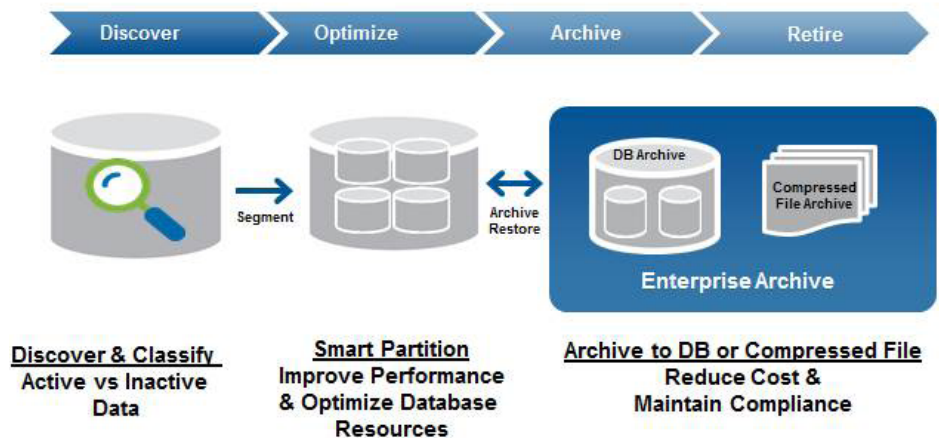 Discover
Optimize
Archive
Retire
Segment
Archive
Restore
DB Archive
Compressed
File Archive
Enterprise Archive
Discover & Classify
Active vs Inactive
Data
Smart Partition
Improve Performance
& Optimize Database
Resources
Archive to DB or Compressed File
Reduce Cost &
Maintain Compliance